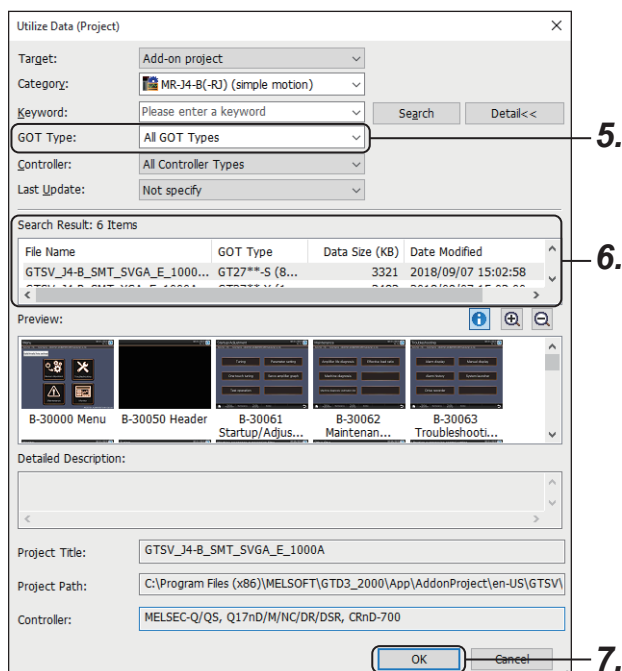 Utilize Data (Project)
Target: Add-on project
Category: MR-J4-B(-RJ) (simple motion)
Keyword: Please enter a keyword Search Detail<<
GOT Type: All GOT Types 5.
Controller: All Controller Types
Last Update: Not specify
Search Result: 6 Items
File Name GOT Type Data Size (KB) Date Modified
GTSV_J4-B_SMT_SVGA_E_1000... GT27**-S (8... 3321 2018/09/07 15:02:58
6.
Preview:
B-30000 Menu B-30050 Header B-30061 Startup/Adjus... B-30062 Maintenan... B-30063 Troubleshooti...
Detailed Description:
Project Title: GTSV_J4-B_SMT_SVGA_E_1000A
Project Path: C:\Program Files (x86)\MELSOFT\GTD3_2000\App\AddonProject\en-US\GTSV\
Controller: MELSEC-Q/QS, Q17nD/M/NC/DR/DSR, CRnD-700
OK Cancel 7.